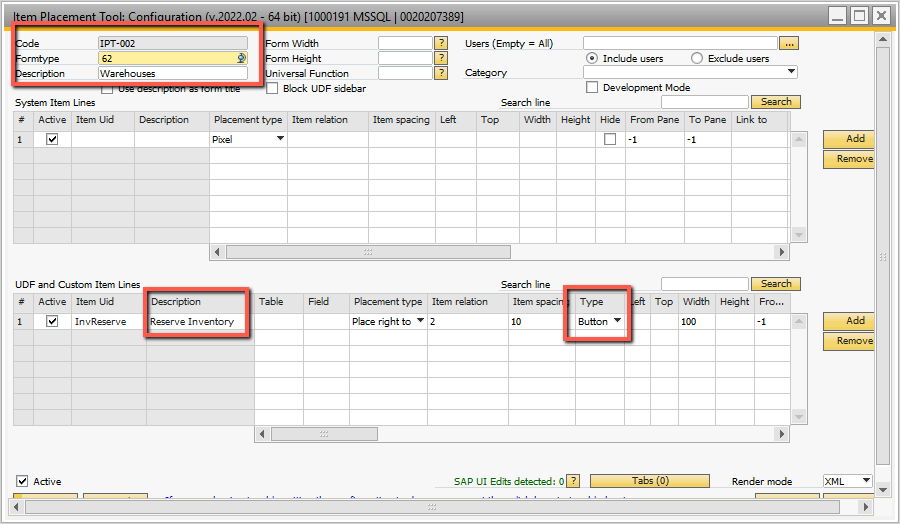 Item Placement Tool: Configuration (v.2022.02 - 64 bit) [1000191 MSSQL | 0020207389]
Code IPT-002 Form Width ? Users (Empty = All) ...
Formtype 62 Form Height ? Include users Exclude users
Description Warehouses Universal Function ? Category
Use description as form title Block UDF sidebar Development Mode
System Item Lines Search line Search
# Active Item Uid Description Placement type Item relation Item spacing Left Top Width Height Hide From Pane To Pane Link to
1 Pixel -1 -1 Add
Remove
UDF and Custom Item Lines Search line Search
# Active Item Uid Description Table Field Placement type Item relation Item spacing Type Left Top Width Height Fro...
1 InvReserve Reserve Inventory Place right to 2 10 Button 100 -1 Add
Remove
Active SAP UI Edits detected: 0 ? Tabs (0) Render mode XML